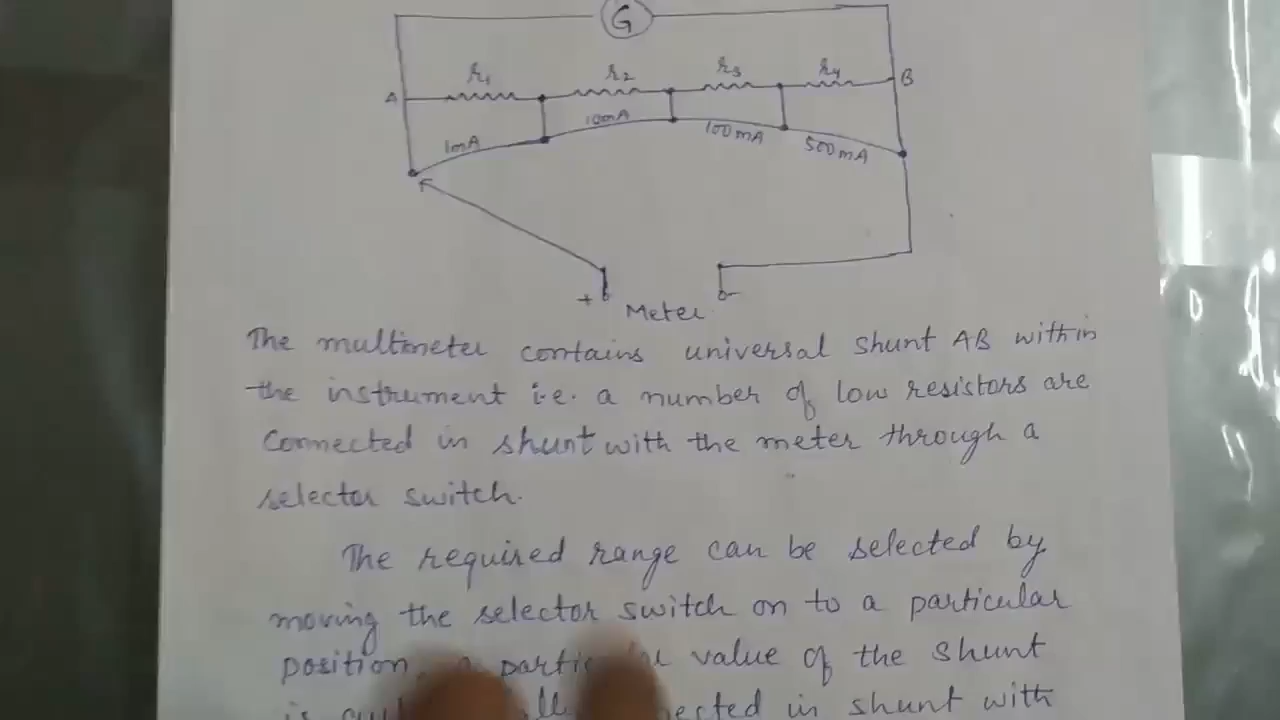 G
r1 r2 r3 r4
A B
1mA 10mA 100mA 500mA
+ -
Meter
The multimeter contains universal shunt AB within
the instrument i.e. a number of low resistors are
connected in shunt with the meter through a
selector switch.
The required range can be selected by
moving the selector switch on to a particular
position, value of the shunt
is in shunt with